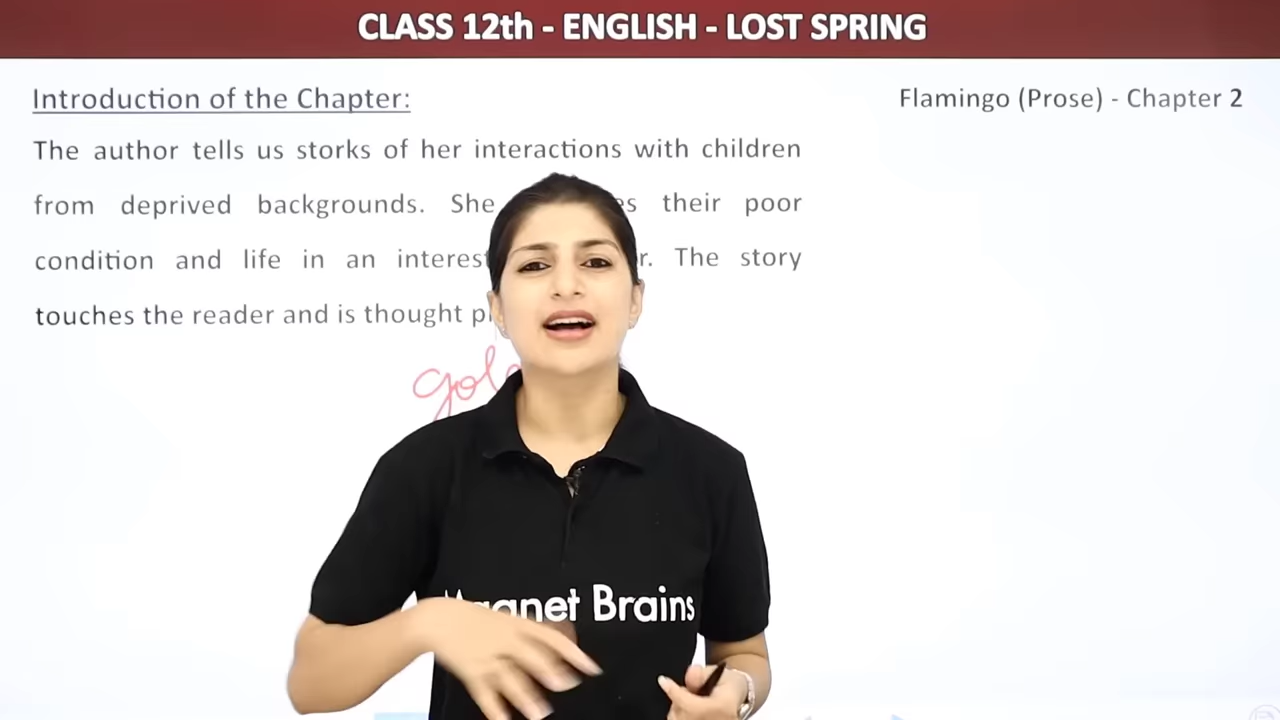 CLASS 12th - ENGLISH - LOST SPRING
Introduction of the Chapter:
Flamingo (Prose) - Chapter 2
The author tells us storks of her interactions with children
from deprived backgrounds. She their poor
condition and life in an The story
touches the reader and is thought
Brains